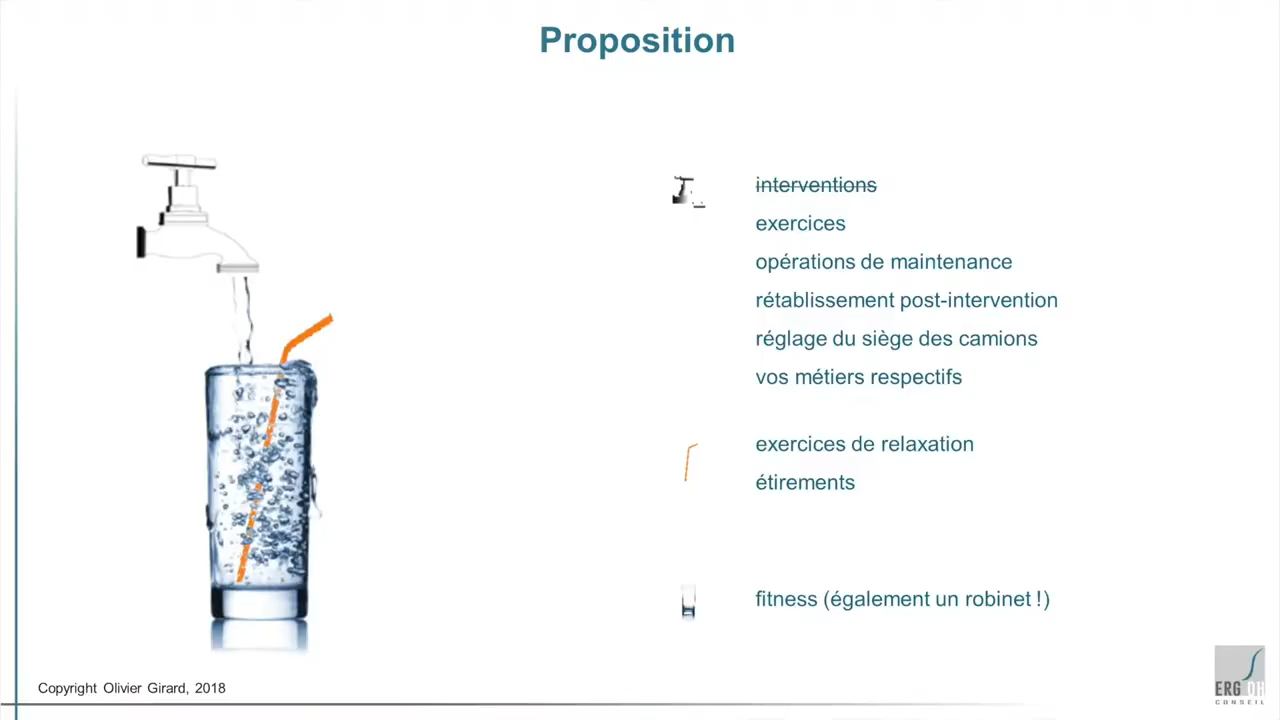 Proposition
interventions
exercices
opérations de maintenance
rétablissement post-intervention
réglage du siège des camions
vos métiers respectifs
exercices de relaxation
étirements
fitness (également un robinet !)
Copyright Olivier Girard, 2018
ERG OH
CONSEIL